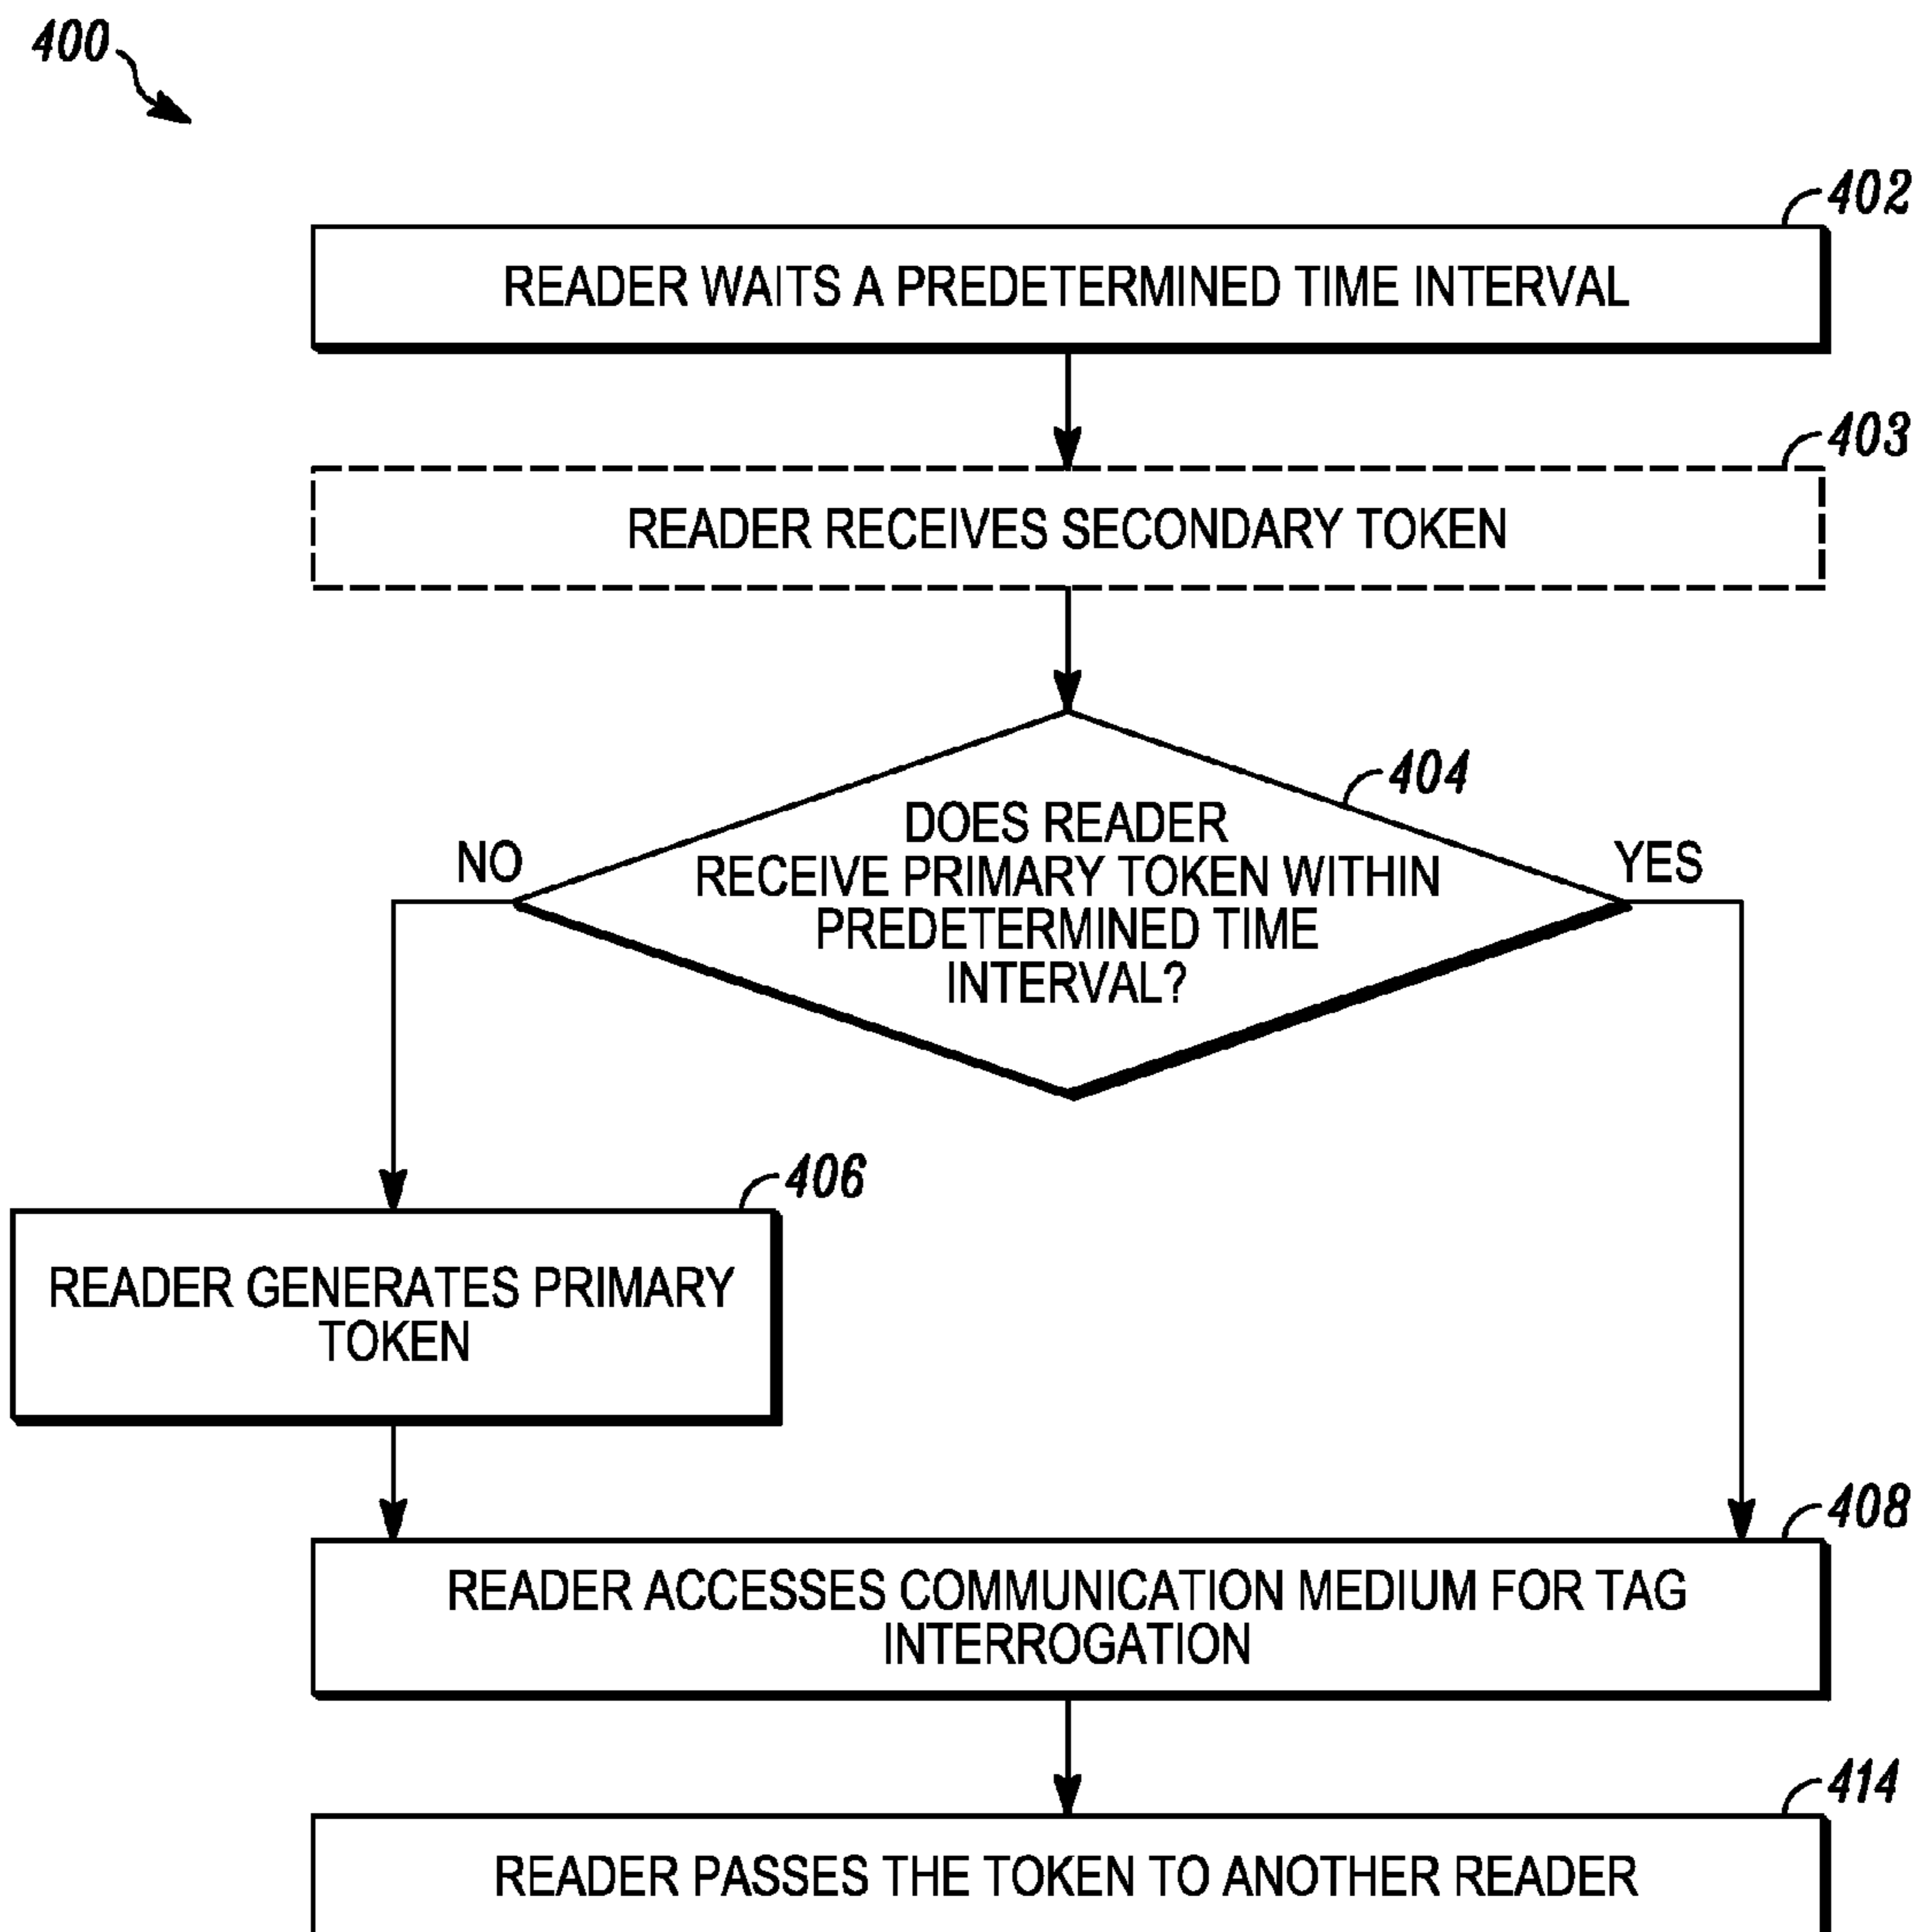 400
402
READER WAITS A PREDETERMINED TIME INTERVAL
403
READER RECEIVES SECONDARY TOKEN
404
DOES READER
RECEIVE PRIMARY TOKEN WITHIN
PREDETERMINED TIME
INTERVAL?
NO
YES
406
READER GENERATES PRIMARY
TOKEN
408
READER ACCESSES COMMUNICATION MEDIUM FOR TAG
INTERROGATION
414
READER PASSES THE TOKEN TO ANOTHER READER